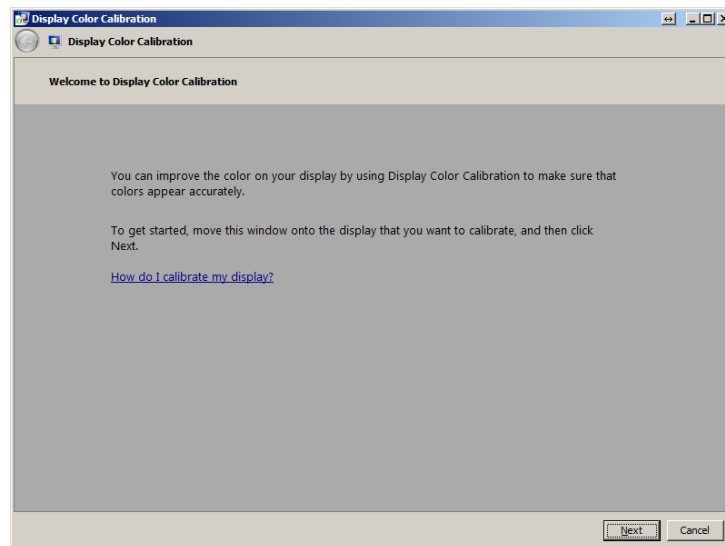 Display Color Calibration
Display Color Calibration
Welcome to Display Color Calibration
You can improve the color on your display by using Display Color Calibration to make sure that
colors appear accurately.
To get started, move this window onto the display that you want to calibrate, and then click
Next.
How do I calibrate my display?
Next Cancel